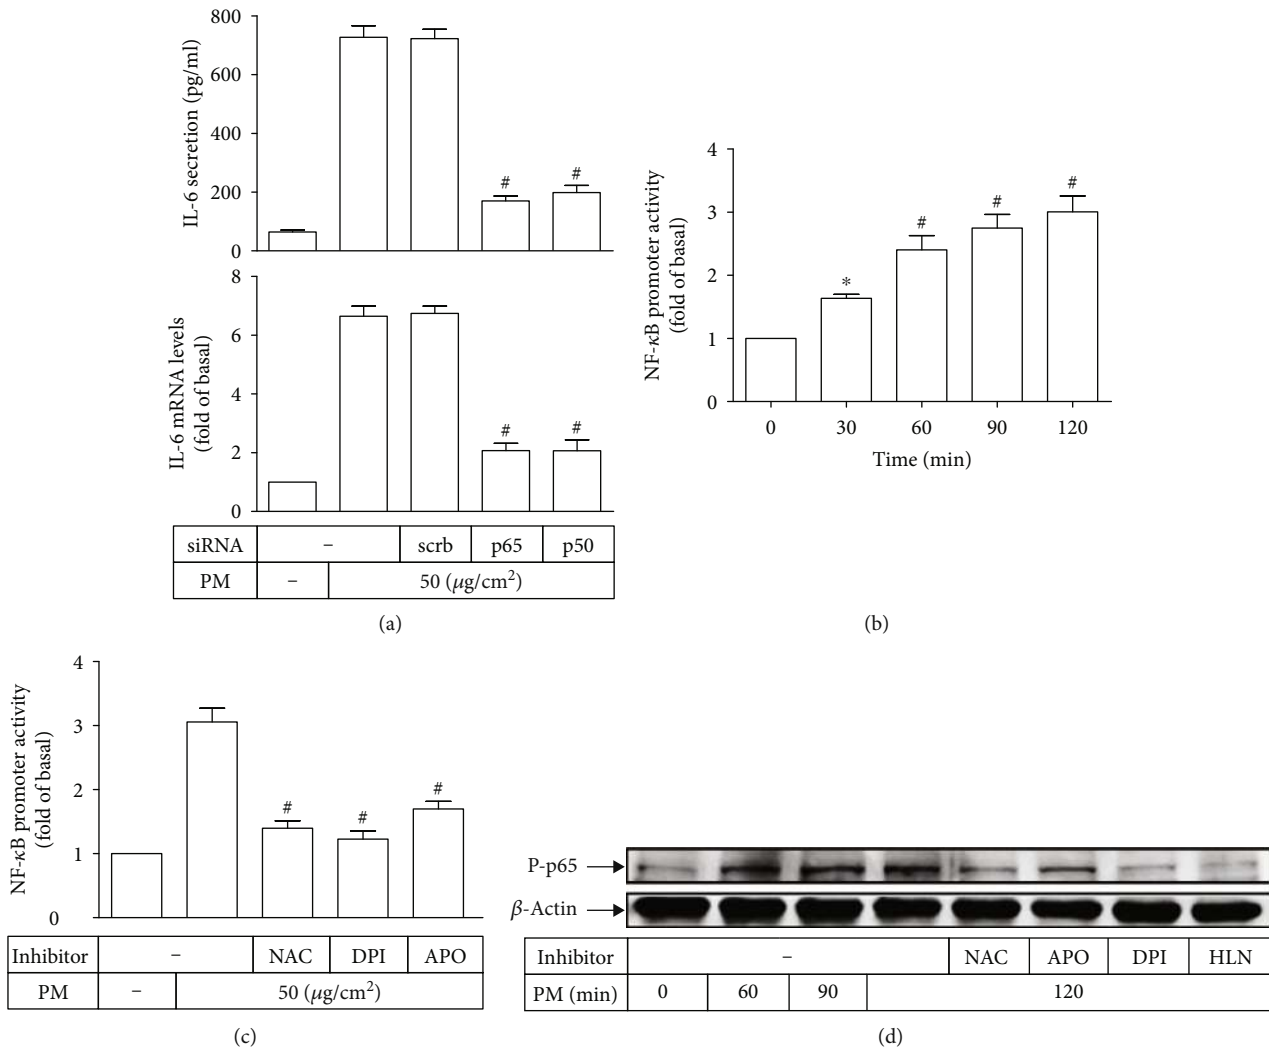 800
600
400
200
0
IL-6 secretion (pg/ml)
# #
8
6
4
2
0
IL-6 mRNA levels
(fold of basal)
# #
siRNA – scrb p65 p50
PM – 50 (μg/cm²)
(a)
4
3
2
1
0
NF-κB promoter activity
(fold of basal)
* # # #
0 30 60 90 120
Time (min)
(b)
4
3
2
1
0
NF-κB promoter activity
(fold of basal)
# # #
Inhibitor – NAC DPI APO
PM – 50 (μg/cm²)
(c)
P-p65
β-Actin
Inhibitor – NAC APO DPI HLN
PM (min) 0 60 90 120
(d)